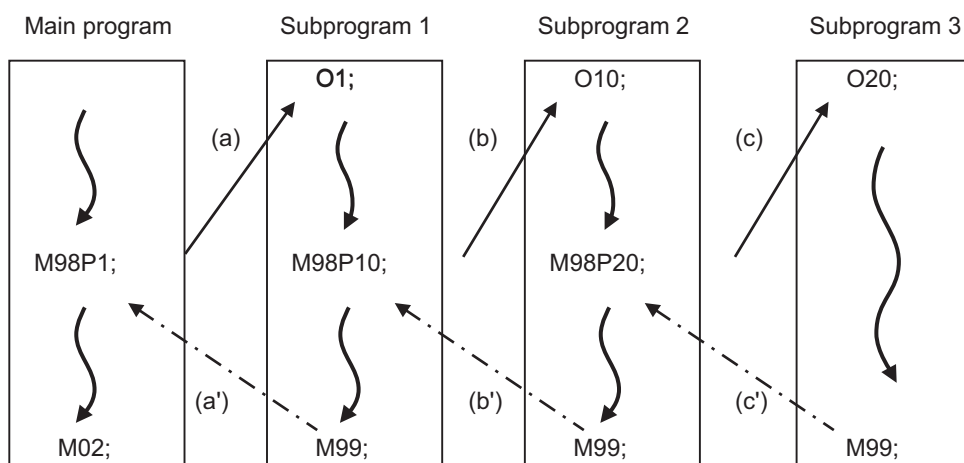 Main program
Subprogram 1
Subprogram 2
Subprogram 3
O1;
O10;
O20;
(a)
(b)
(c)
M98P1;
M98P10;
M98P20;
(a')
(b')
(c')
M02;
M99;
M99;
M99;